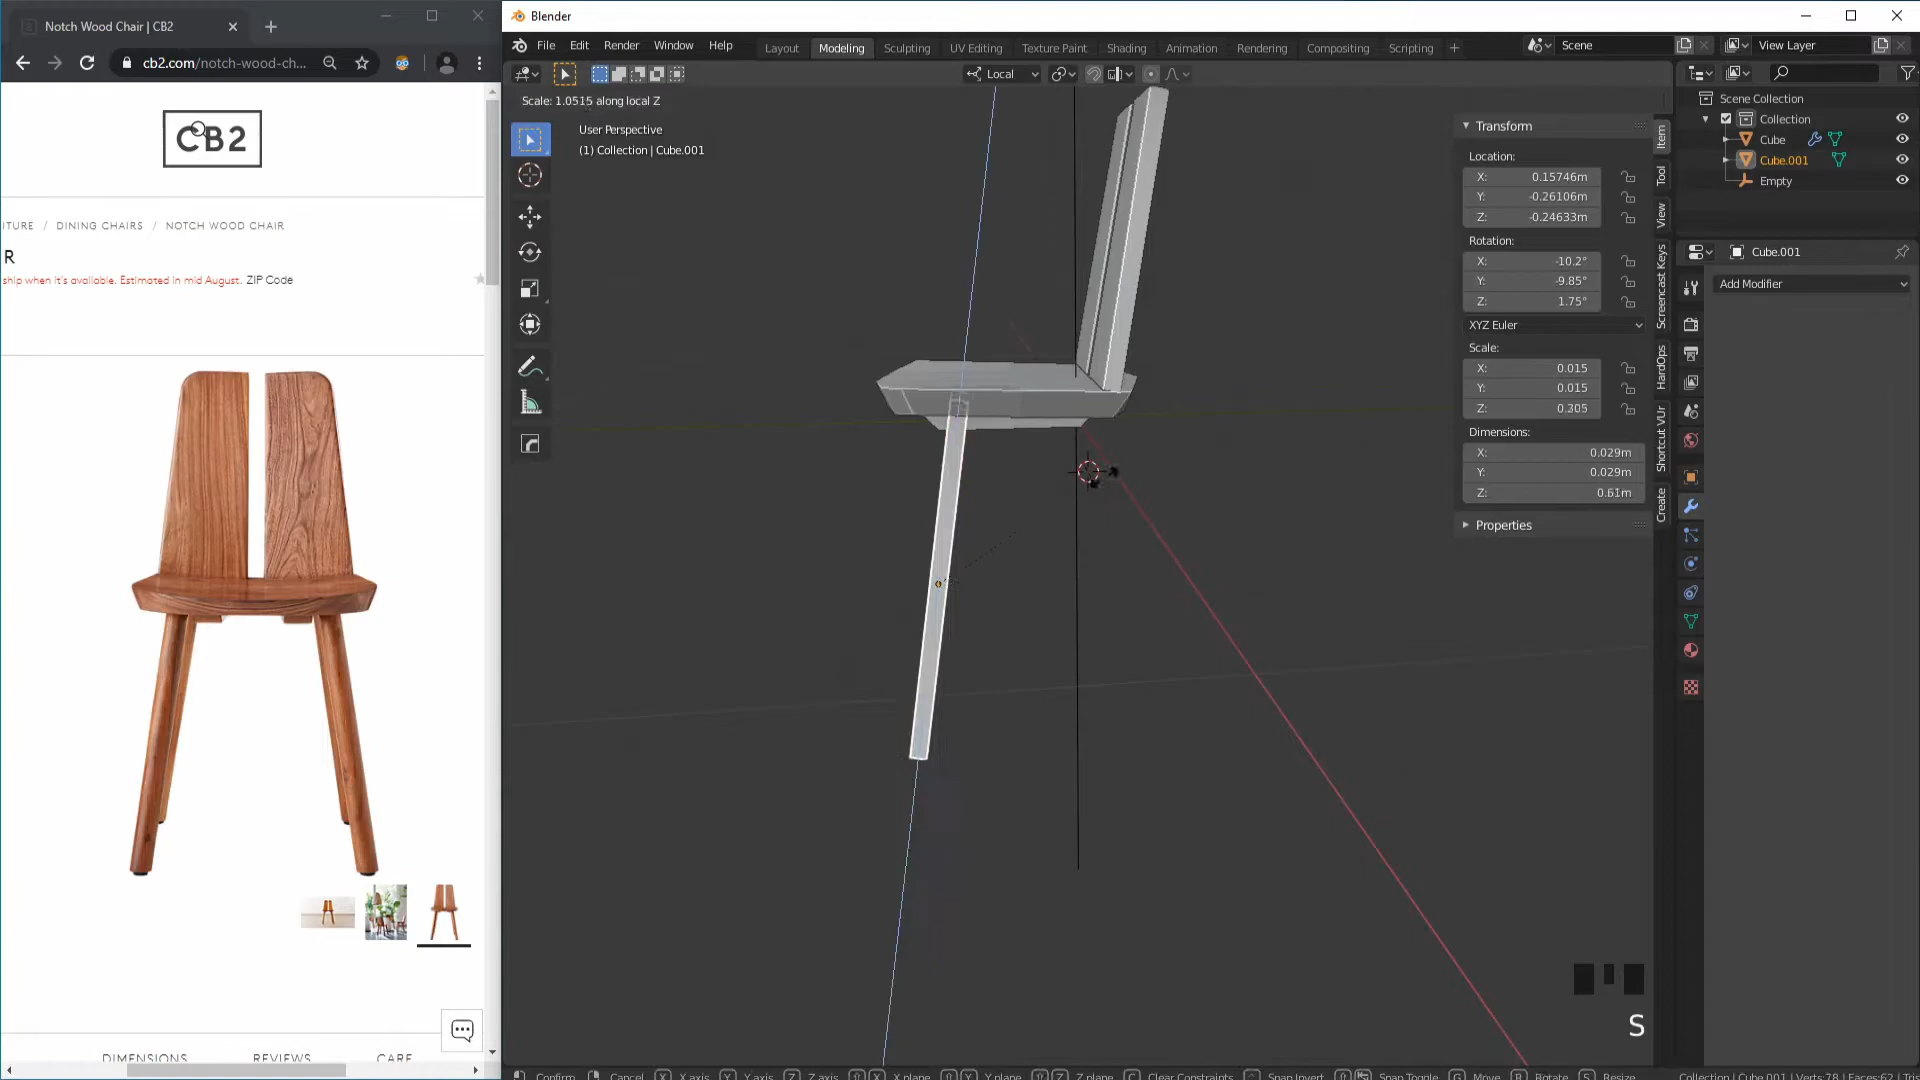 Notch Wood Chair | CB2
cb2.com/notch-wood-ch...
CB2
ITURE / DINING CHAIRS / NOTCH WOOD CHAIR
R
ship when it's available. Estimated in mid August. ZIP Code
DIMENSIONS REVIEWS CARE
Blender
File Edit Render Window Help
Layout Modeling Sculpting UV Editing Texture Paint Shading Animation Rendering Compositing Scripting +
Scene
View Layer
Local
Scale: 1.0515 along local Z
User Perspective
(1) Collection | Cube.001
Transform
Location:
X: 0.15746m
Y: -0.26106m
Z: -0.24633m
Rotation:
X: -10.2°
Y: -9.85°
Z: 1.75°
XYZ Euler
Scale:
X: 0.015
Y: 0.015
Z: 0.305
Dimensions:
X: 0.029m
Y: 0.029m
Z: 0.61m
Properties
Item
Tool
View
Screencast Keys
HardOps
Shortcut VUr
Create
Scene Collection
Collection
Cube
Cube.001
Empty
Cube.001
Add Modifier
S
Confirm Cancel X X axis Y Y axis Z Z axis X X plane Y Y plane Z Z plane C Clear Constraints Snap Invert Snap Toggle G Move R Rotate S Resize
Collection | Cube.001 | Verts:78 | Faces:62 | Tris